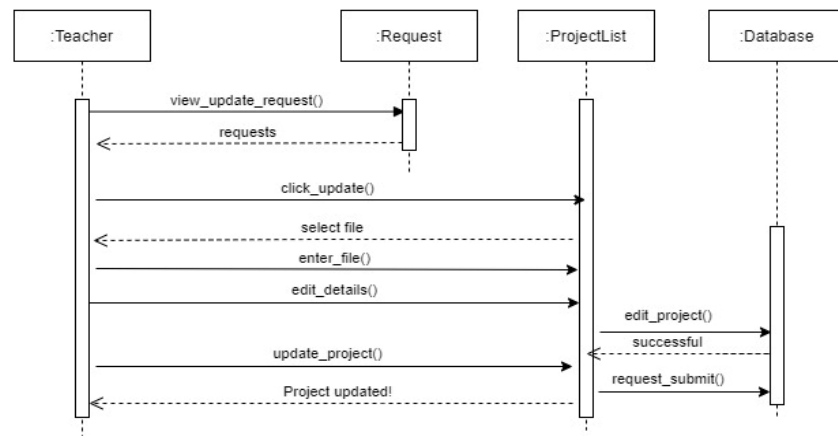 :Teacher
:Request
:ProjectList
:Database
view_update_request()
requests
click_update()
select file
enter_file()
edit_details()
edit_project()
successful
update_project()
request_submit()
Project updated!